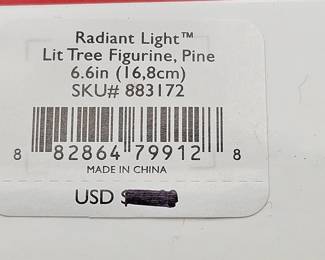 Radiant Light™
Lit Tree Figurine, Pine
6.6in (16,8cm)
SKU# 883172
8 82864 79912 8
MADE IN CHINA
USD $